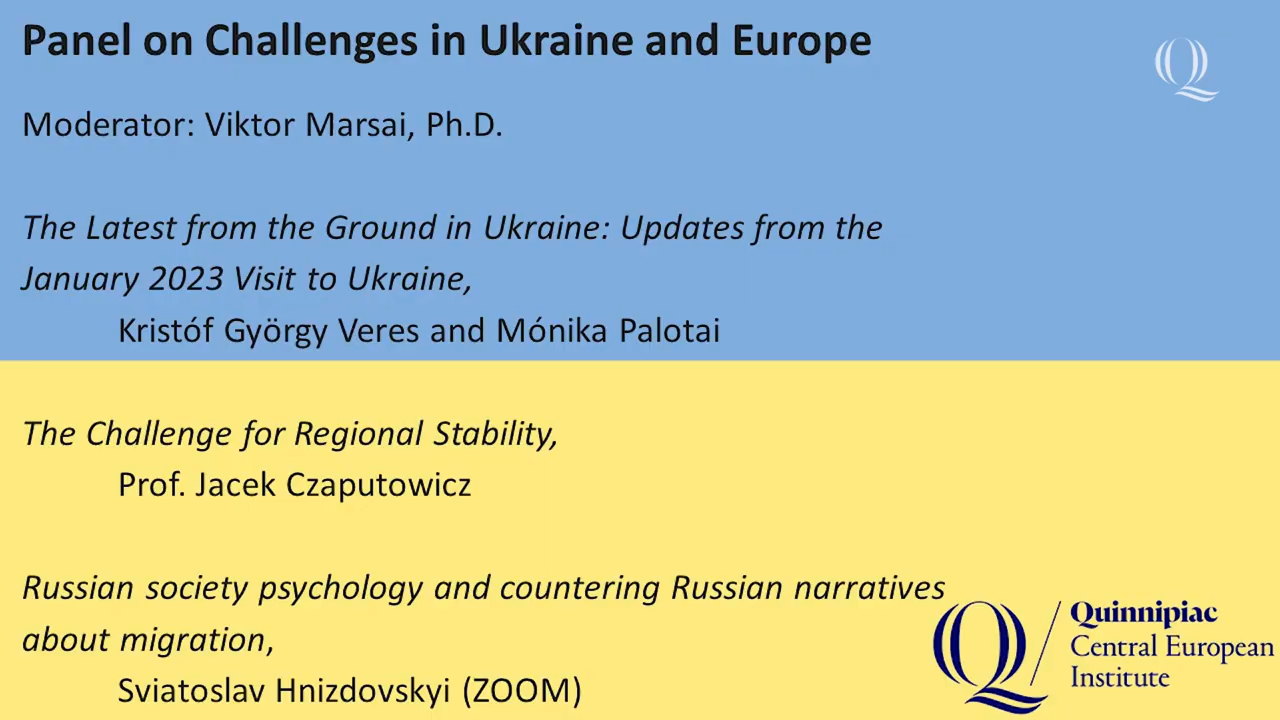 Panel on Challenges in Ukraine and Europe
Moderator: Viktor Marsai, Ph.D.
The Latest from the Ground in Ukraine: Updates from the
January 2023 Visit to Ukraine,
Kristóf György Veres and Mónika Palotai
The Challenge for Regional Stability,
Prof. Jacek Czaputowicz
Russian society psychology and countering Russian narratives
about migration,
Sviatoslav Hnizdovskyi (ZOOM)
Q
Q
Quinnipiac
Central European
Institute